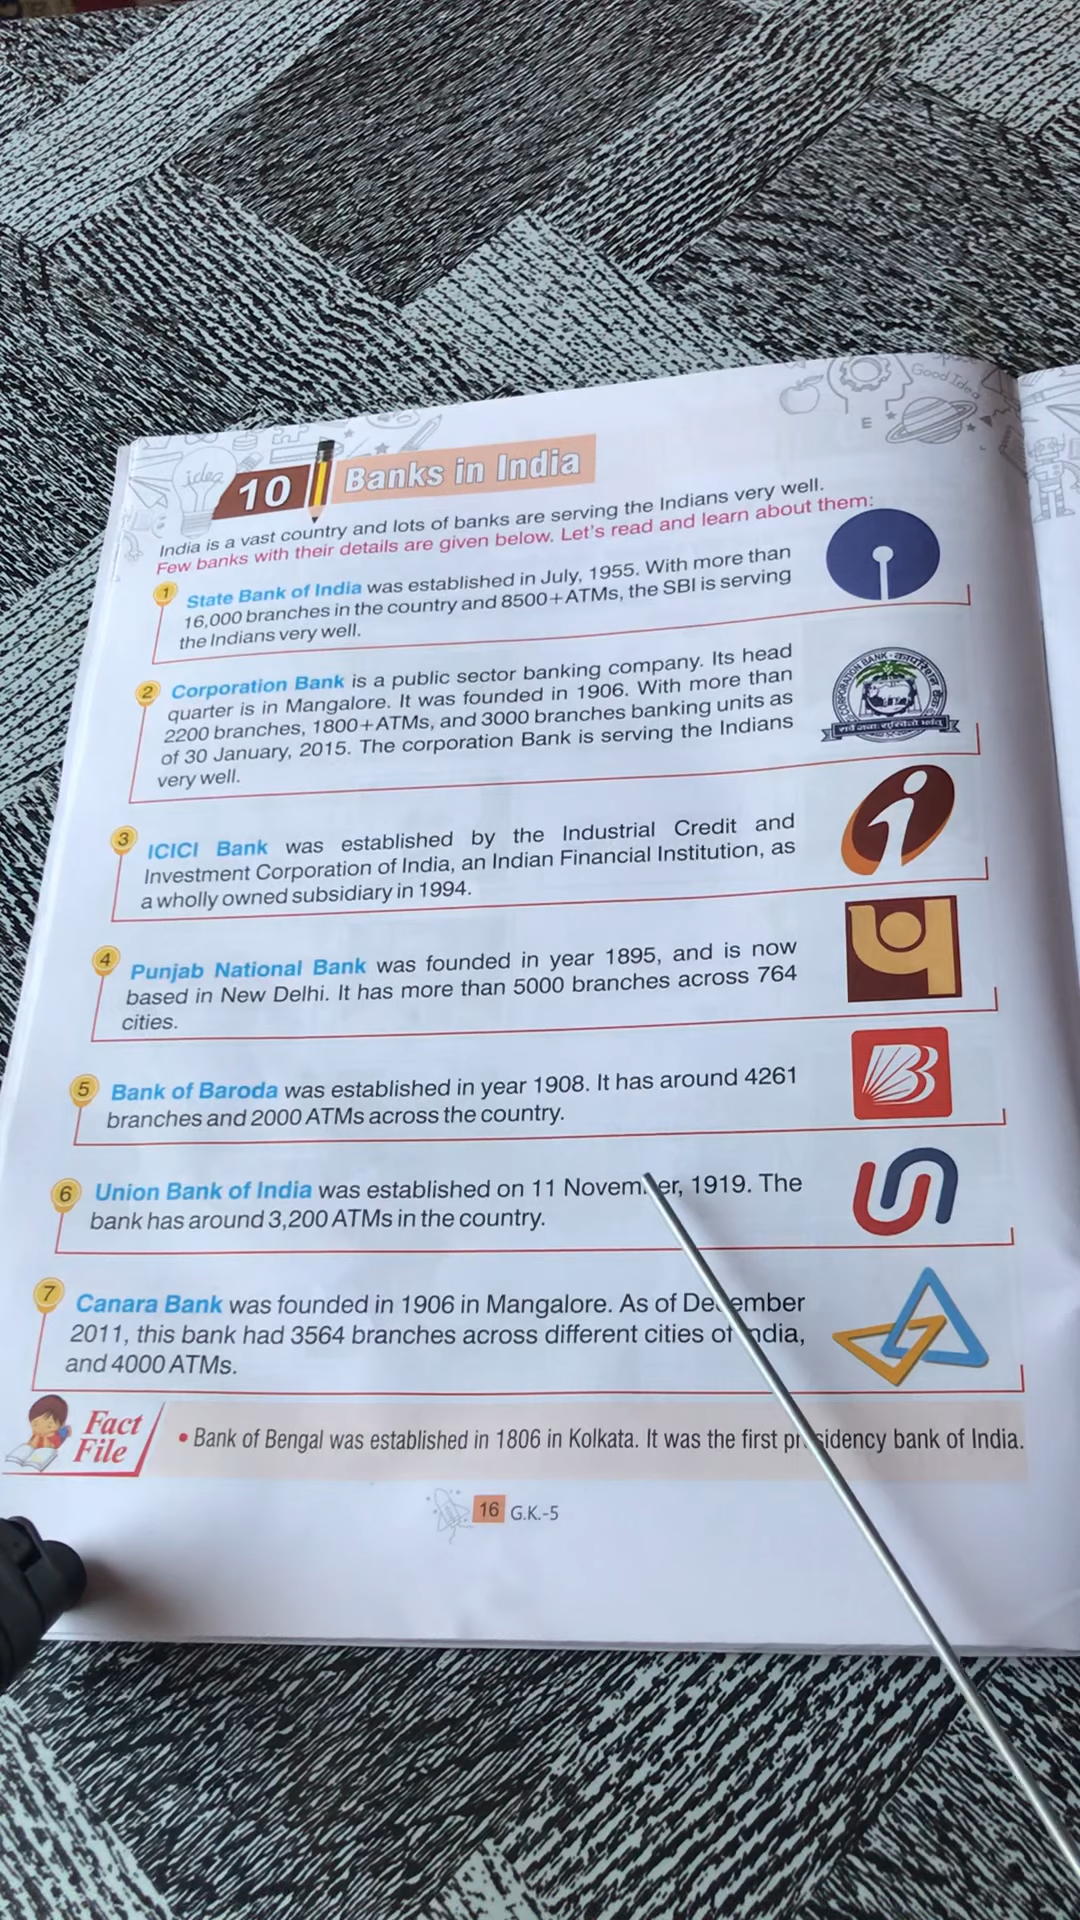 Good Idea
E
idea
10 Banks in India
India is a vast country and lots of banks are serving the Indians very well.
Few banks with their details are given below. Let's read and learn about them:
1 State Bank of India was established in July, 1955. With more than
16,000 branches in the country and 8500+ATMs, the SBI is serving
the Indians very well.
2 Corporation Bank is a public sector banking company. Its head
quarter is in Mangalore. It was founded in 1906. With more than
2200 branches, 1800+ATMs, and 3000 branches banking units as
of 30 January, 2015. The corporation Bank is serving the Indians
very well.
CORPORATION BANK
3 ICICI Bank was established by the Industrial Credit and
Investment Corporation of India, an Indian Financial Institution, as
a wholly owned subsidiary in 1994.
4 Punjab National Bank was founded in year 1895, and is now
based in New Delhi. It has more than 5000 branches across 764
cities.
5 Bank of Baroda was established in year 1908. It has around 4261
branches and 2000 ATMs across the country.
6 Union Bank of India was established on 11 November, 1919. The
bank has around 3,200 ATMs in the country.
7 Canara Bank was founded in 1906 in Mangalore. As of December
2011, this bank had 3564 branches across different cities of India,
and 4000 ATMs.
Fact
File
• Bank of Bengal was established in 1806 in Kolkata. It was the first presidency bank of India.
16 G.K.-5